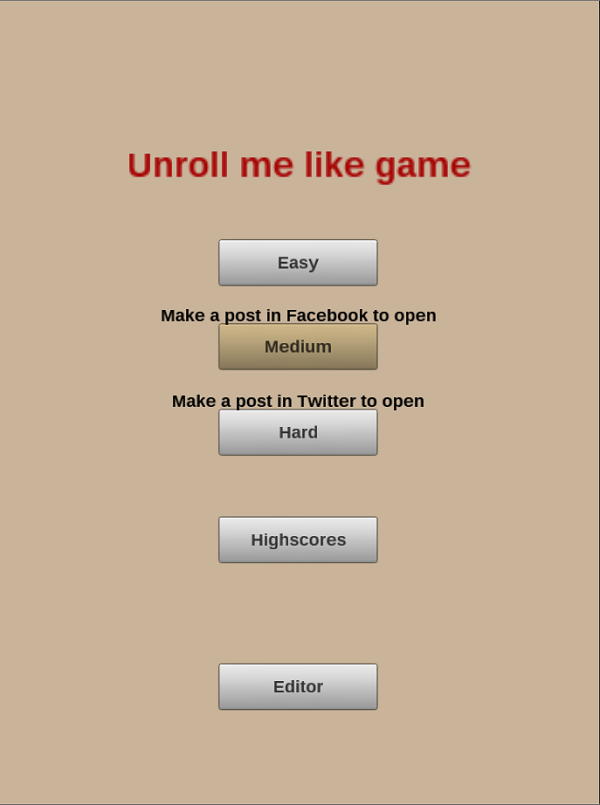 Unroll me like game
Easy
Make a post in Facebook to open
Medium
Make a post in Twitter to open
Hard
Highscores
Editor